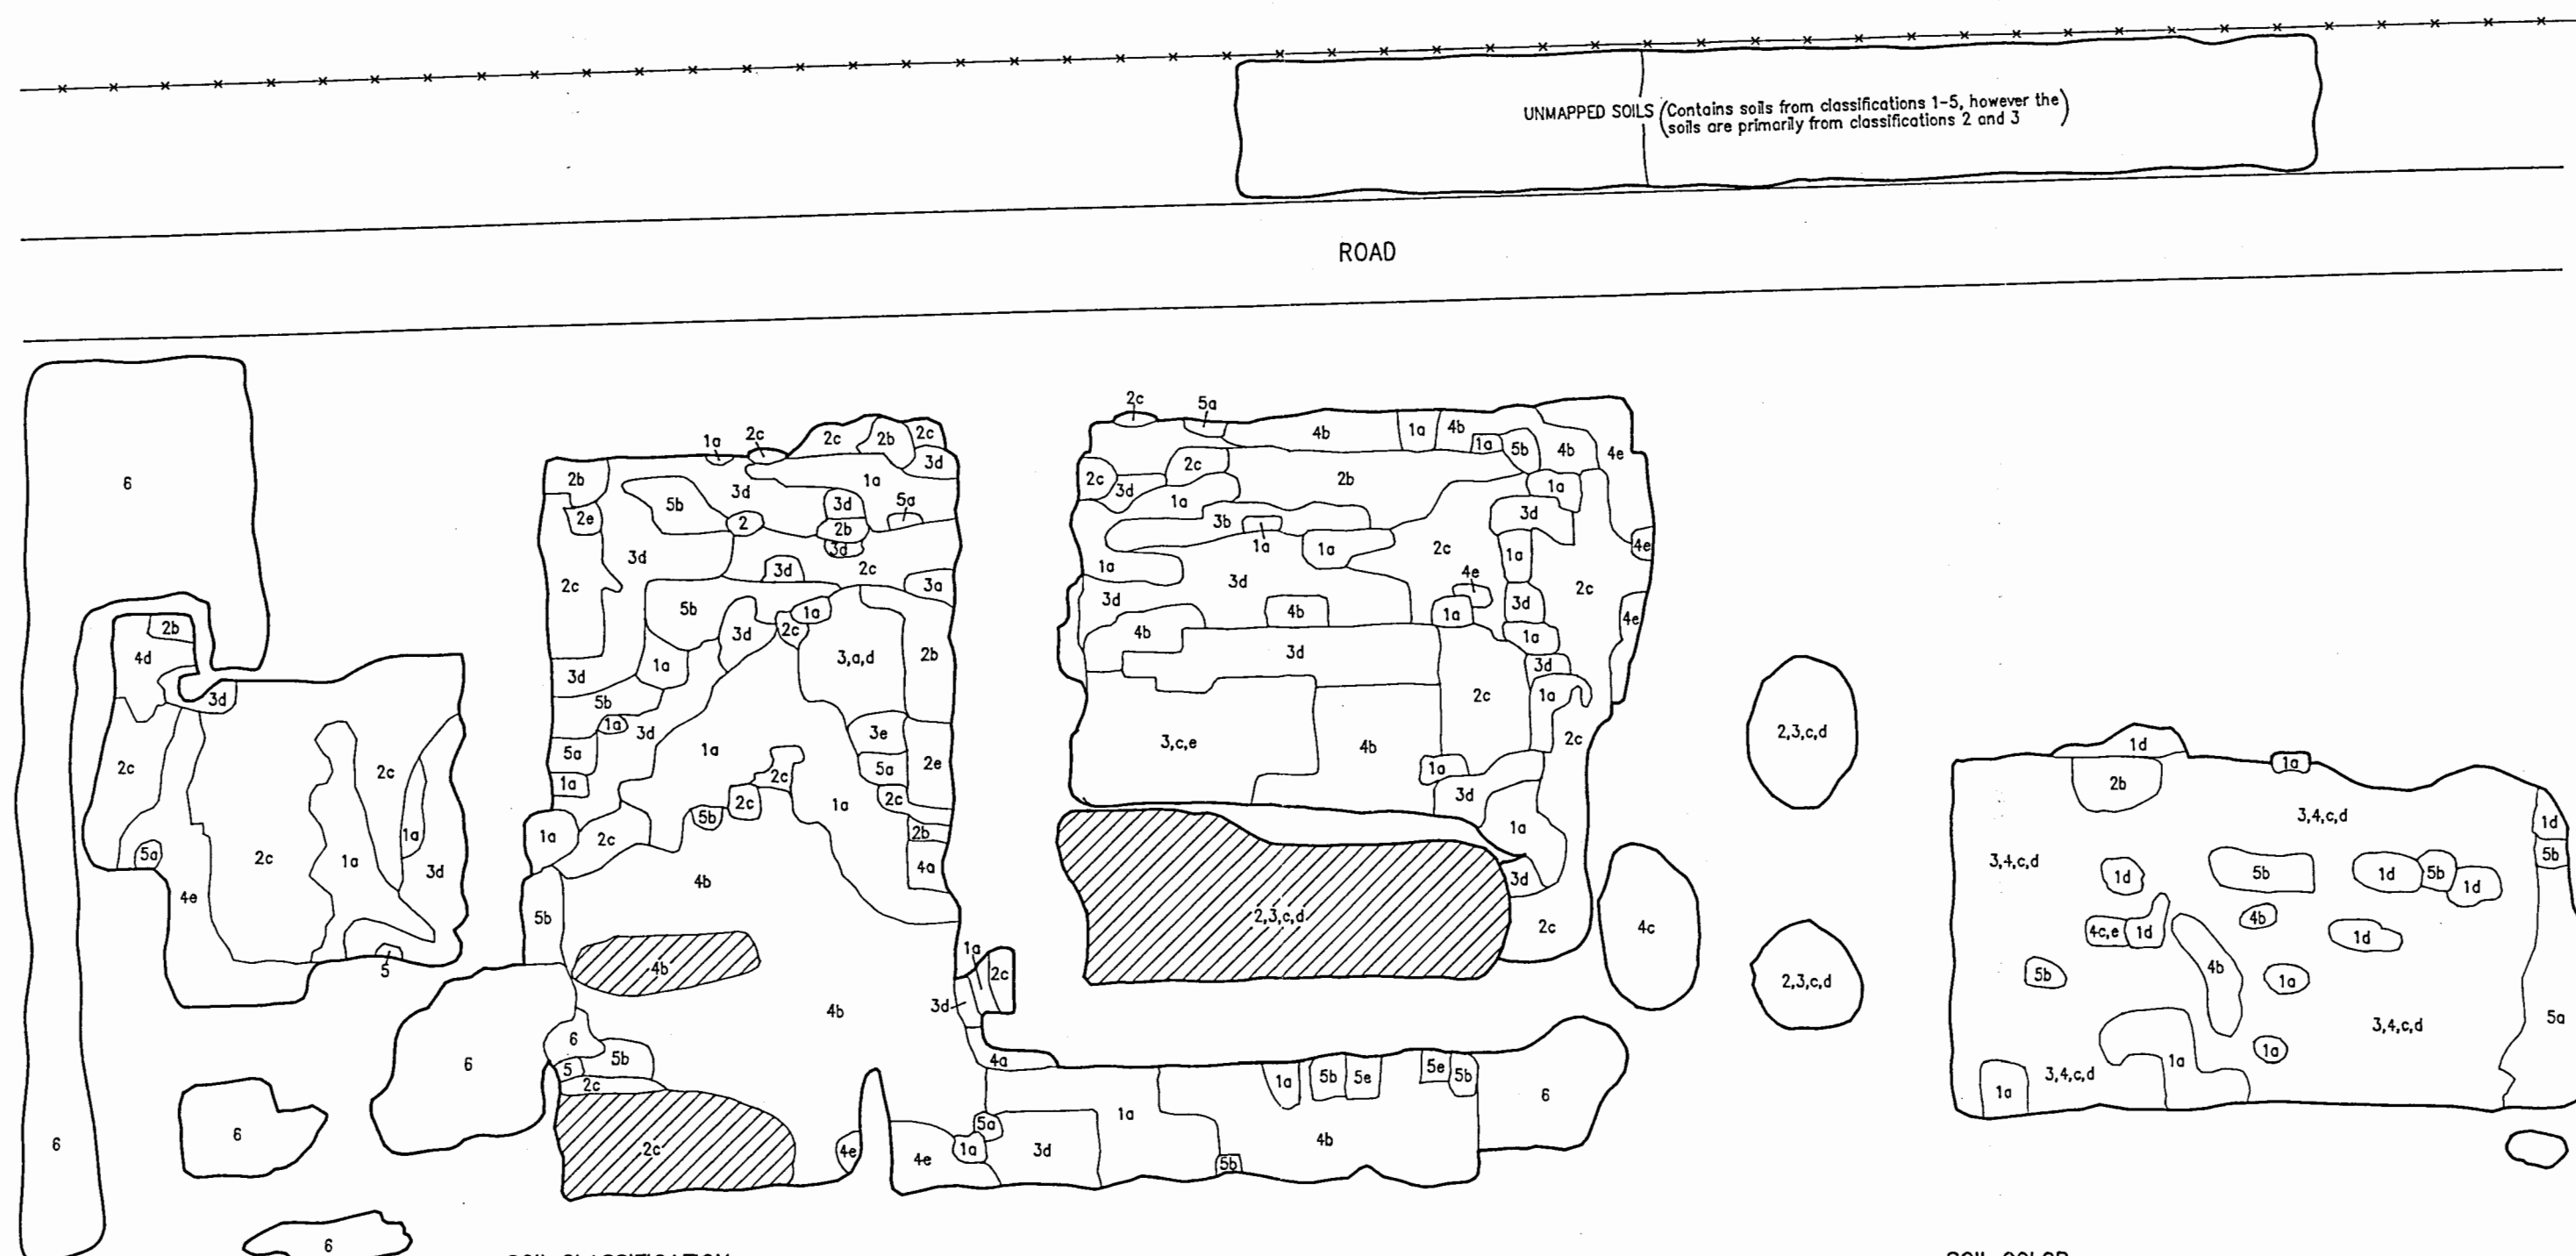 UNMAPPED SOILS (Contains soils from classifications 1-5, however the
soils are primarily from classifications 2 and 3)
ROAD
6
2b
4d
3d
2c
5a
4e
2c
1a
2c
1a
3d
5
6
6
6
6
1a
2c
2c
2b
2c
3d
2b
3d
1a
5b
2e
2
3d
5a
2b
3d
3d
3d
2c
2c
3a
5b
1a
3d
2c
3,a,d
2b
1a
3d
5b
1a
3d
3e
5a
1a
2e
5a
2c
1a
2c
1a
2c
5b
1a
2c
2b
4a
4b
5b
4b
4b
1a
2c
3d
6
5b
5
2c
4a
2c
4e
4e
1a
5a
3d
1a
1a
5b
5e
5e
5b
4b
5b
6
2c
5a
4b
1a
4b
1a
5b
4b
4e
2c
3d
2c
2b
1a
1a
3b
1a
1a
3d
2c
1a
4e
1a
3d
4e
2c
3d
4b
1a
3d
4e
4b
1a
3d
3d
2c
1a
3,c,e
4b
2c
1a
3d
1a
3d
2,3,c,d
2c
4c
2,3,c,d
2,3,c,d
1d
1a
2b
3,4,c,d
1d
3,4,c,d
5b
1d
5b
1d
5b
1d
4b
4c,e
1d
1d
5b
4b
1a
3,4,c,d
5a
1a
1a
3,4,c,d
1a